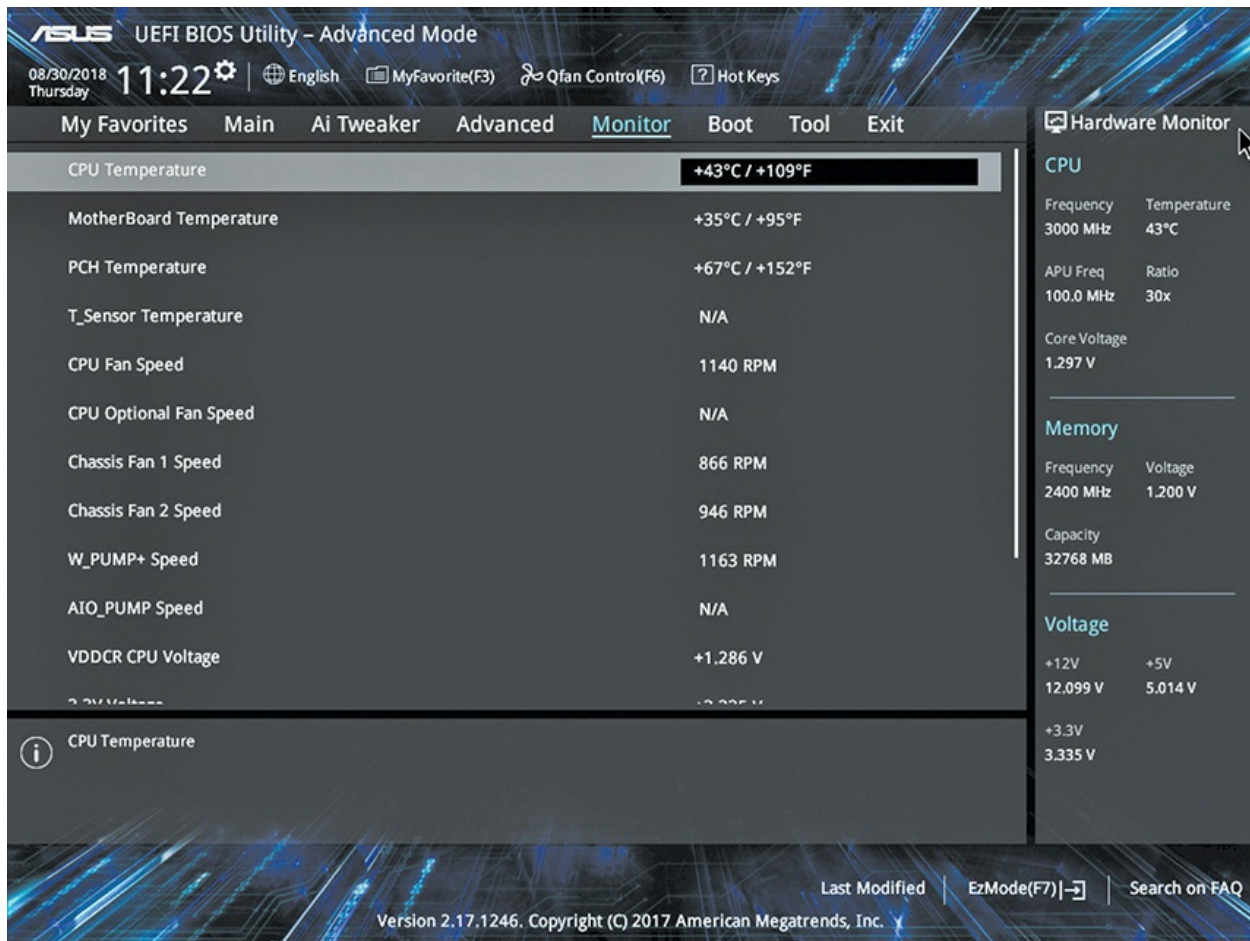 ASUS UEFI BIOS Utility – Advanced Mode
08/30/2018 Thursday 11:22 English MyFavorite(F3) Qfan Control(F6) ? Hot Keys
My Favorites Main Ai Tweaker Advanced Monitor Boot Tool Exit
CPU Temperature +43°C / +109°F
MotherBoard Temperature +35°C / +95°F
PCH Temperature +67°C / +152°F
T_Sensor Temperature N/A
CPU Fan Speed 1140 RPM
CPU Optional Fan Speed N/A
Chassis Fan 1 Speed 866 RPM
Chassis Fan 2 Speed 946 RPM
W_PUMP+ Speed 1163 RPM
AIO_PUMP Speed N/A
VDDCR CPU Voltage +1.286 V
CPU Temperature
Hardware Monitor
CPU
Frequency Temperature
3000 MHz 43°C
APU Freq Ratio
100.0 MHz 30x
Core Voltage
1.297 V
Memory
Frequency Voltage
2400 MHz 1.200 V
Capacity
32768 MB
Voltage
+12V +5V
12.099 V 5.014 V
+3.3V
3.335 V
Last Modified EzMode(F7) Search on FAQ
Version 2.17.1246. Copyright (C) 2017 American Megatrends, Inc.